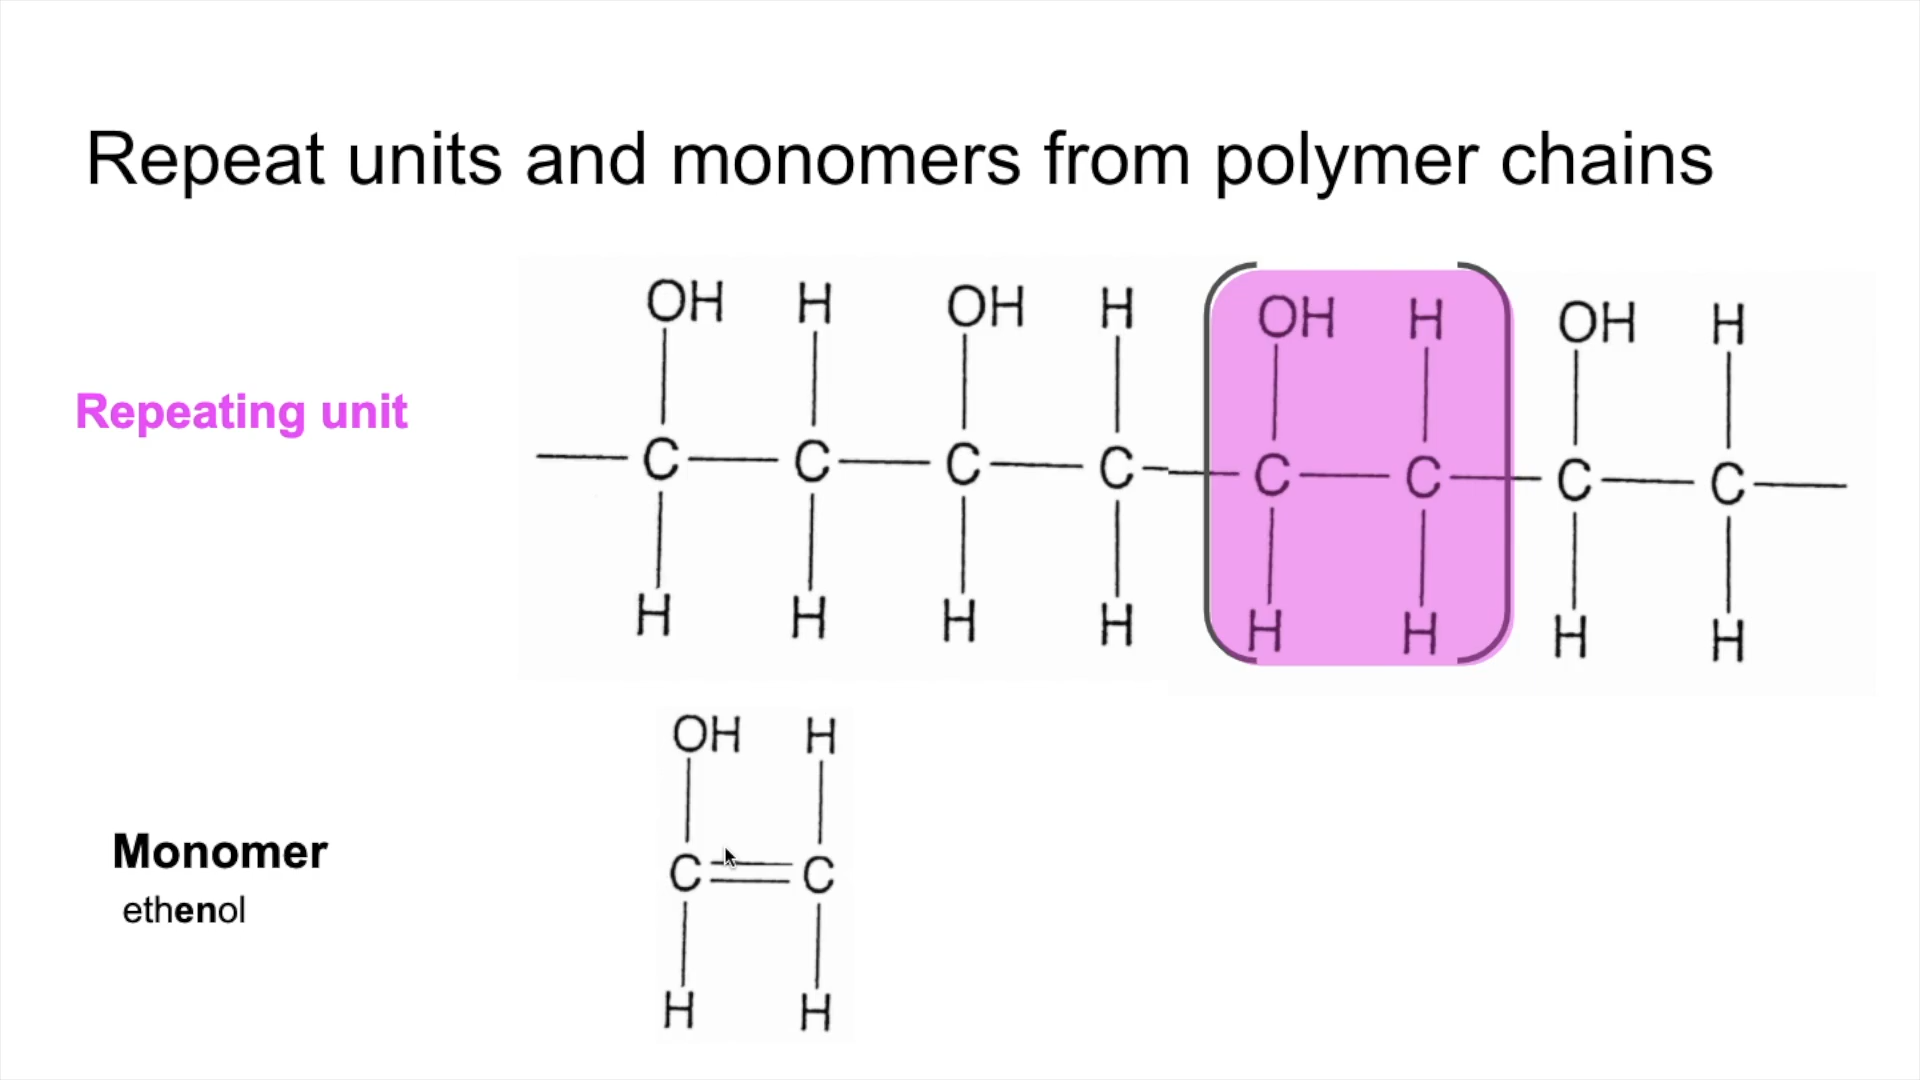 Repeat units and monomers from polymer chains
OH H OH H OH H OH H
Repeating unit
C C C C C C C C
H H H H H H H H
OH H
Monomer
C C
ethenol
H H